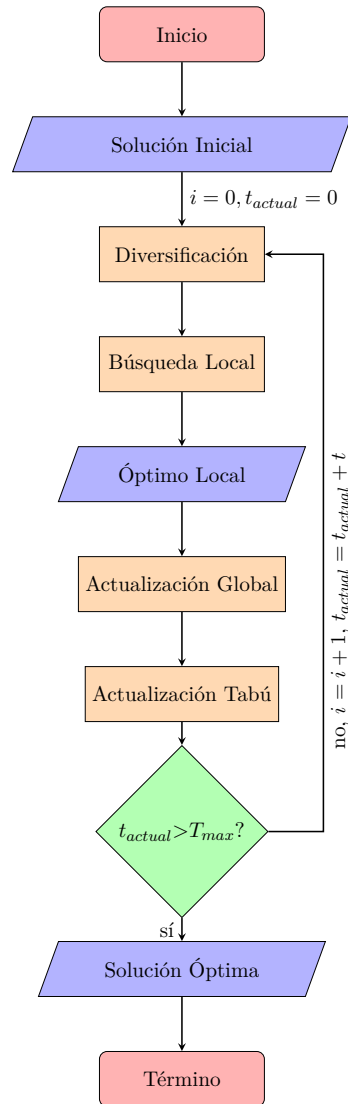 Inicio
Solución Inicial
i = 0, t_actual = 0
Diversificación
Búsqueda Local
Óptimo Local
Actualización Global
Actualización Tabú
t_actual>T_max?
no, i = i + 1, t_actual = t_actual + t
sí
Solución Óptima
Término